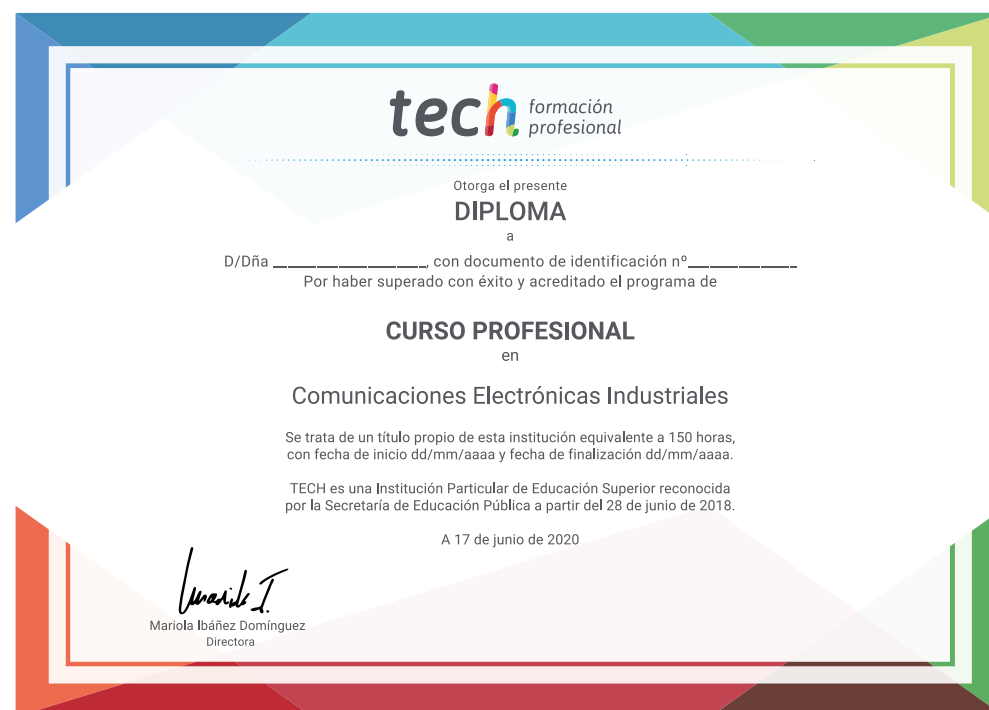 tech formación
profesional
Otorga el presente
DIPLOMA
a
D/Dña ______________, con documento de identificación nº__________
Por haber superado con éxito y acreditado el programa de
CURSO PROFESIONAL
en
Comunicaciones Electrónicas Industriales
Se trata de un título propio de esta institución equivalente a 150 horas,
con fecha de inicio dd/mm/aaaa y fecha de finalización dd/mm/aaaa.
TECH es una Institución Particular de Educación Superior reconocida
por la Secretaría de Educación Pública a partir del 28 de junio de 2018.
A 17 de junio de 2020
Mariola Ibáñez Domínguez
Directora